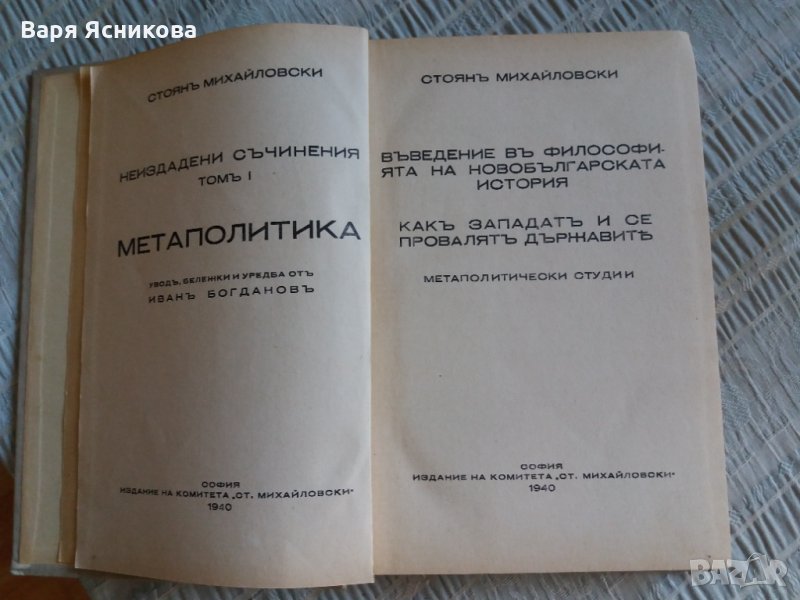 Варя Ясникова
СТОЯНЪ МИХАЙЛОВСКИ
НЕИЗДАДЕНИ СЪЧИНЕНИЯ
ТОМЪ I
МЕТАПОЛИТИКА
УВОДЪ, БЕЛЕЖКИ И УРЕДБА ОТЪ
ИВАНЪ БОГДАНОВЪ
СОФИЯ
ИЗДАНИЕ НА КОМИТЕТА „СТ. МИХАЙЛОВСКИ“
1940
СТОЯНЪ МИХАЙЛОВСКИ
ВЪВЕДЕНИЕ ВЪ ФИЛОСОФИ-
ЯТА НА НОВОБЪЛГАРСКАТА
ИСТОРИЯ
КАКЪ ЗАПАДАТЪ И СЕ
ПРОВАЛЯТЪ ДЪРЖАВИТѢ
МЕТАПОЛИТИЧЕСКИ СТУДИИ
СОФИЯ
ИЗДАНИЕ НА КОМИТЕТА „СТ. МИХАЙЛОВСКИ“
1940
BAZAR